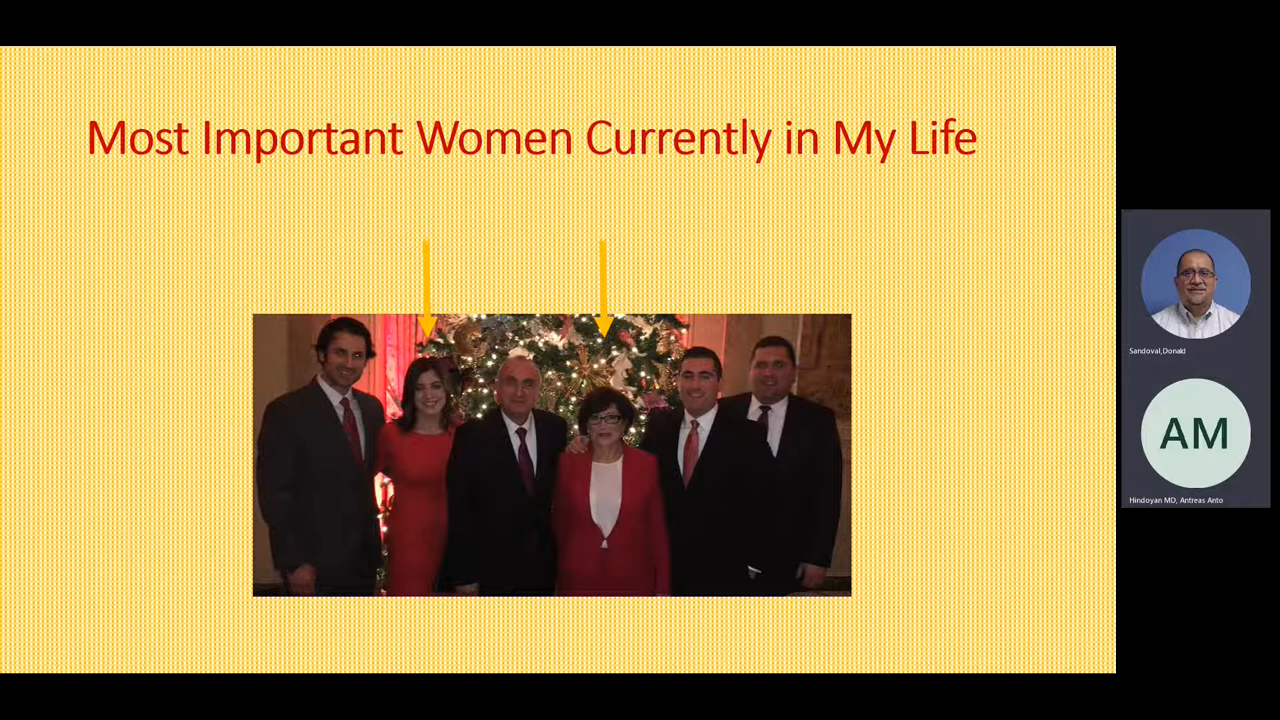 Most Important Women Currently in My Life
Sandoval,Donald
AM
Hindoyan MD, Antreas Anto